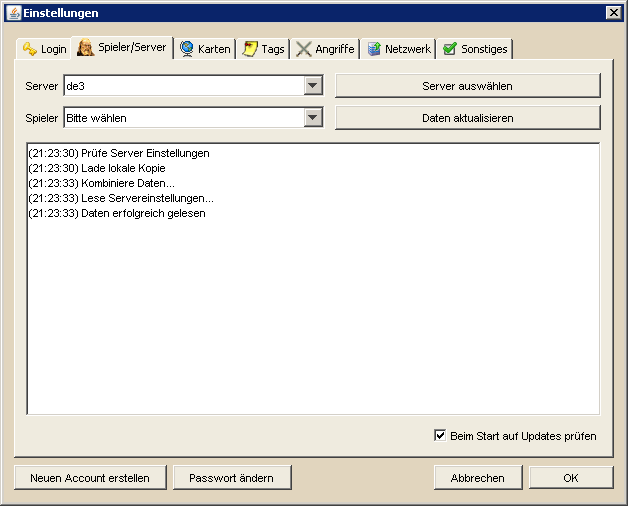 Einstellungen
Login Spieler/Server Karten Tags Angriffe Netzwerk Sonstiges
Server de3 Server auswählen
Spieler Bitte wählen Daten aktualisieren
(21:23:30) Prüfe Server Einstellungen
(21:23:30) Lade lokale Kopie
(21:23:33) Kombiniere Daten...
(21:23:33) Lese Servereinstellungen...
(21:23:33) Daten erfolgreich gelesen
Beim Start auf Updates prüfen
Neuen Account erstellen Passwort ändern Abbrechen OK